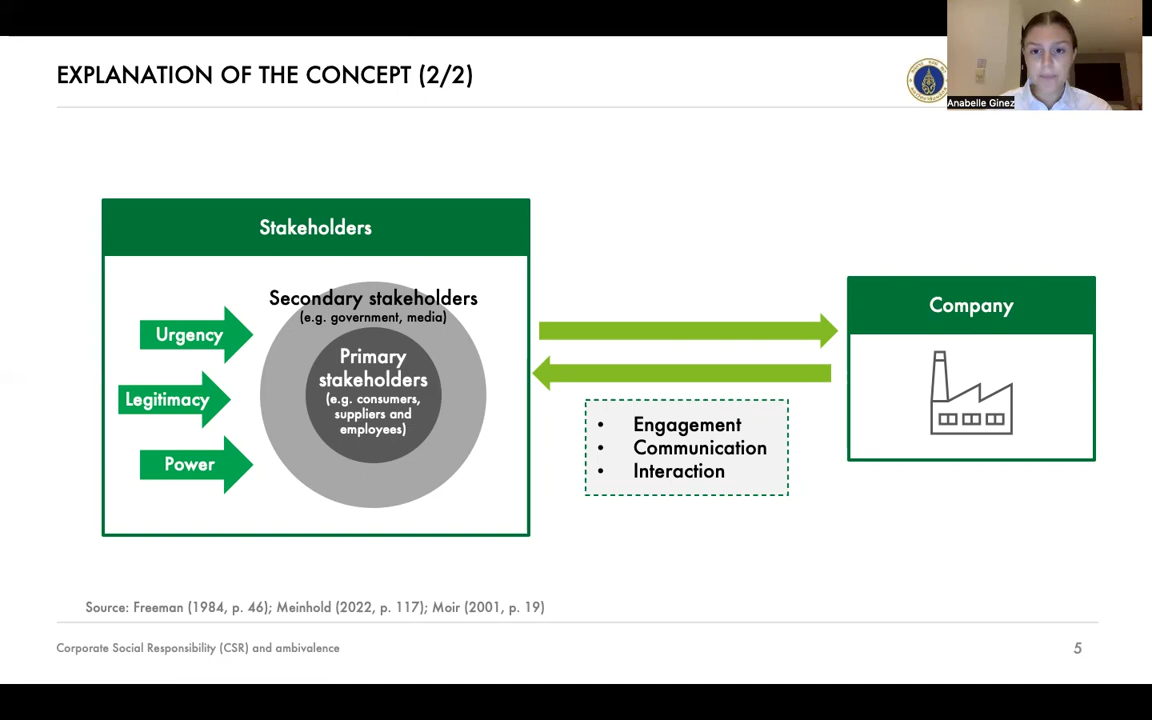 EXPLANATION OF THE CONCEPT (2/2)
Anabelle Ginez
Stakeholders
Secondary stakeholders
(e.g. government, media)
Primary
stakeholders
(e.g. consumers,
suppliers and
employees)
Urgency
Legitimacy
Power
• Engagement
• Communication
• Interaction
Company
Source: Freeman (1984, p. 46); Meinhold (2022, p. 117); Moir (2001, p. 19)
Corporate Social Responsibility (CSR) and ambivalence
5